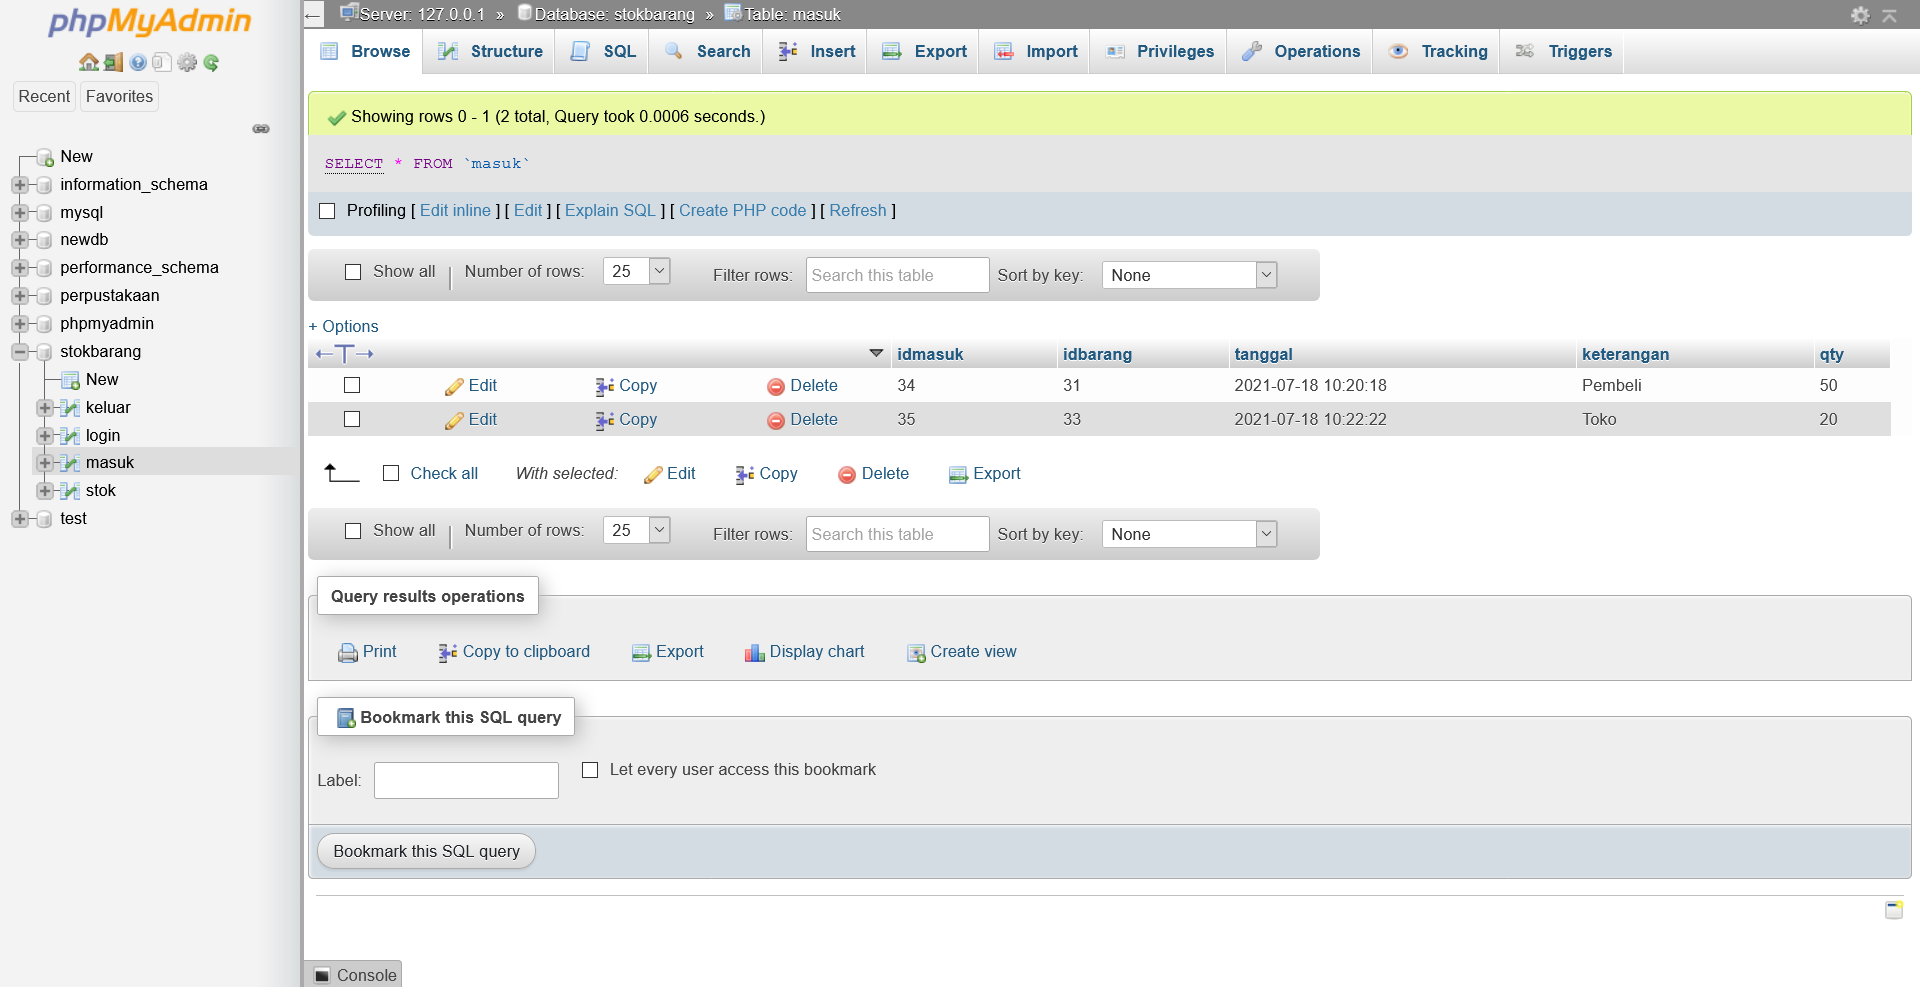 phpMyAdmin
Recent Favorites
New
information_schema
mysql
newdb
performance_schema
perpustakaan
phpmyadmin
stokbarang
New
keluar
login
masuk
stok
test
Server: 127.0.0.1 » Database: stokbarang » Table: masuk
Browse Structure SQL Search Insert Export Import Privileges Operations Tracking Triggers
Showing rows 0 - 1 (2 total, Query took 0.0006 seconds.)
SELECT * FROM `masuk`
Profiling [ Edit inline ] [ Edit ] [ Explain SQL ] [ Create PHP code ] [ Refresh ]
Show all Number of rows: 25 Filter rows: Search this table Sort by key: None
+ Options
←T→ idmasuk idbarang tanggal keterangan qty
Edit Copy Delete 34 31 2021-07-18 10:20:18 Pembeli 50
Edit Copy Delete 35 33 2021-07-18 10:22:22 Toko 20
Check all With selected: Edit Copy Delete Export
Show all Number of rows: 25 Filter rows: Search this table Sort by key: None
Query results operations
Print Copy to clipboard Export Display chart Create view
Bookmark this SQL query
Label: Let every user access this bookmark
Bookmark this SQL query
Console